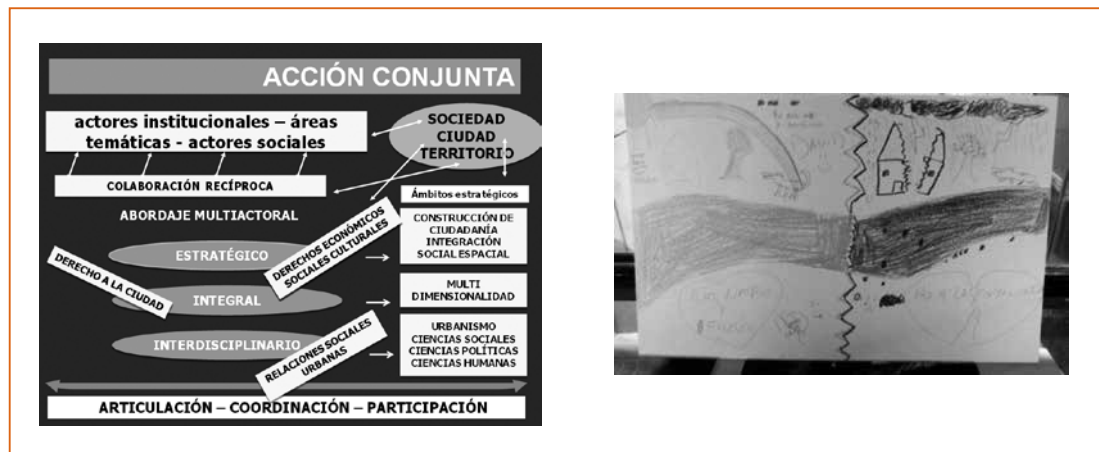 ACCIÓN CONJUNTA
actores institucionales – áreas
temáticas - actores sociales
SOCIEDAD
CIUDAD
TERRITORIO
COLABORACIÓN RECÍPROCA
Ámbitos estratégicos
ABORDAJE MULTIACTORAL
ESTRATÉGICO
DERECHOS ECONÓMICOS
SOCIALES CULTURALES
CONSTRUCCIÓN DE
CIUDADANÍA
INTEGRACIÓN
SOCIAL ESPACIAL
DERECHO A LA CIUDAD
INTEGRAL
MULTI
DIMENSIONALIDAD
INTERDISCIPLINARIO
RELACIONES SOCIALES
URBANAS
URBANISMO
CIENCIAS SOCIALES
CIENCIAS POLÍTICAS
CIENCIAS HUMANAS
ARTICULACIÓN – COORDINACIÓN – PARTICIPACIÓN